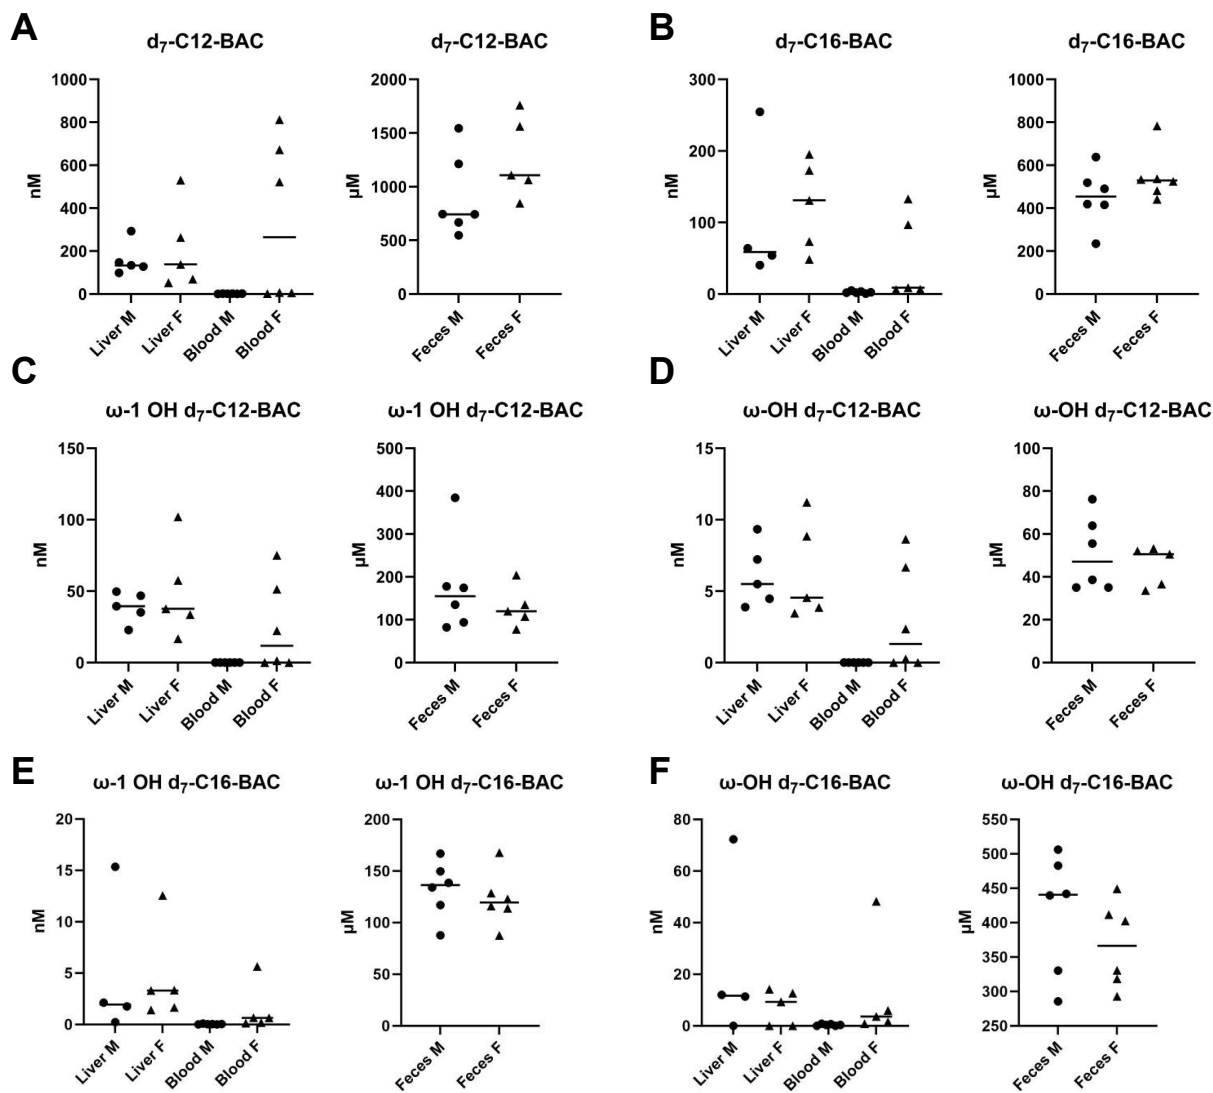 A
d7-C12-BAC
nM
1000
800
600
400
200
0
Liver M
Liver F
Blood M
Blood F
d7-C12-BAC
µM
2000
1500
1000
500
0
Feces M
Feces F
B
d7-C16-BAC
nM
300
200
100
0
Liver M
Liver F
Blood M
Blood F
d7-C16-BAC
µM
1000
800
600
400
200
0
Feces M
Feces F
C
ω-1 OH d7-C12-BAC
nM
150
100
50
0
Liver M
Liver F
Blood M
Blood F
ω-1 OH d7-C12-BAC
µM
500
400
300
200
100
0
Feces M
Feces F
D
ω-OH d7-C12-BAC
nM
15
10
5
0
Liver M
Liver F
Blood M
Blood F
ω-OH d7-C12-BAC
µM
100
80
60
40
20
0
Feces M
Feces F
E
ω-1 OH d7-C16-BAC
nM
20
15
10
5
0
Liver M
Liver F
Blood M
Blood F
ω-1 OH d7-C16-BAC
µM
200
150
100
50
0
Feces M
Feces F
F
ω-OH d7-C16-BAC
nM
80
60
40
20
0
Liver M
Liver F
Blood M
Blood F
ω-OH d7-C16-BAC
µM
550
500
450
400
350
300
250
Feces M
Feces F